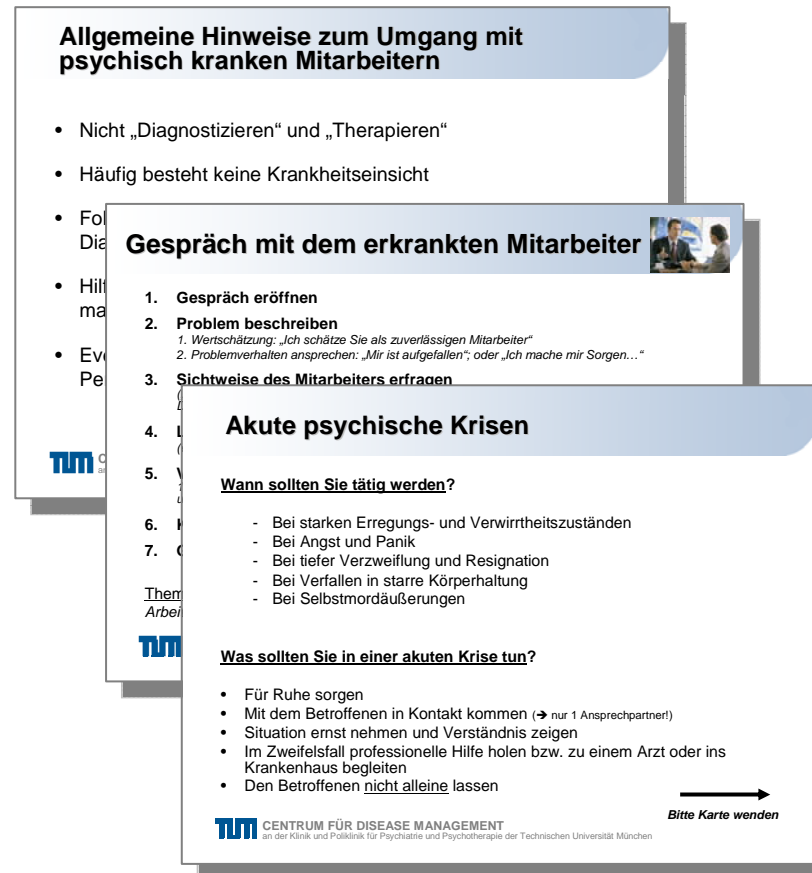 Allgemeine Hinweise zum Umgang mit
psychisch kranken Mitarbeitern
• Nicht „Diagnostizieren“ und „Therapieren“
• Häufig besteht keine Krankheitseinsicht
Gespräch mit dem erkrankten Mitarbeiter
1. Gespräch eröffnen
2. Problem beschreiben
1. Wertschätzung: „Ich schätze Sie als zuverlässigen Mitarbeiter“
2. Problemverhalten ansprechen: „Mir ist aufgefallen“; oder „Ich mache mir Sorgen…“
3. Sichtweise des Mitarbeiters erfragen
4.
5.
6.
7.
TUM
TUM
Akute psychische Krisen
Wann sollten Sie tätig werden?
- Bei starken Erregungs- und Verwirrtheitszuständen
- Bei Angst und Panik
- Bei tiefer Verzweiflung und Resignation
- Bei Verfallen in starre Körperhaltung
- Bei Selbstmordäußerungen
Was sollten Sie in einer akuten Krise tun?
• Für Ruhe sorgen
• Mit dem Betroffenen in Kontakt kommen (➔ nur 1 Ansprechpartner!)
• Situation ernst nehmen und Verständnis zeigen
• Im Zweifelsfall professionelle Hilfe holen bzw. zu einem Arzt oder ins
Krankenhaus begleiten
• Den Betroffenen nicht alleine lassen
Bitte Karte wenden
TUM CENTRUM FÜR DISEASE MANAGEMENT
an der Klinik und Poliklinik für Psychiatrie und Psychotherapie der Technischen Universität München